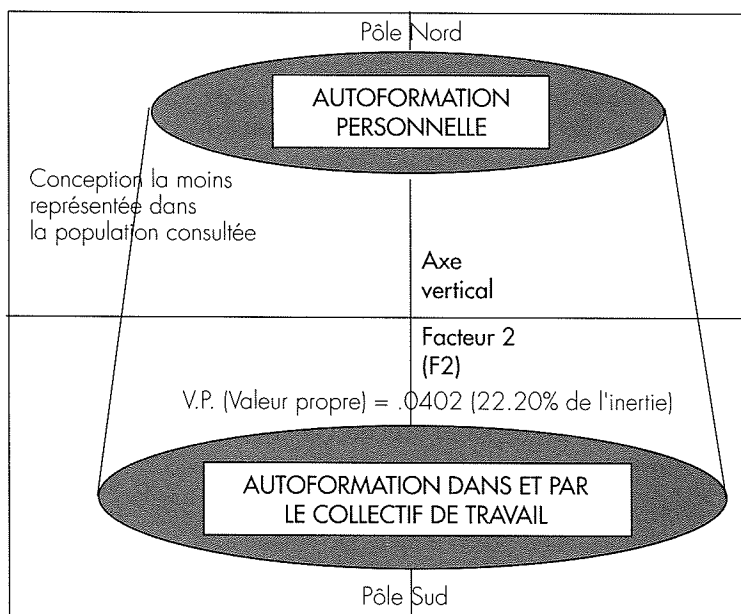 Pôle Nord
AUTOFORMATION
PERSONNELLE
Conception la moins
représentée dans
la population consultée
Axe
vertical
Facteur 2
(F2)
V.P. (Valeur propre) = .0402 (22.20% de l'inertie)
AUTOFORMATION DANS ET PAR
LE COLLECTIF DE TRAVAIL
Pôle Sud